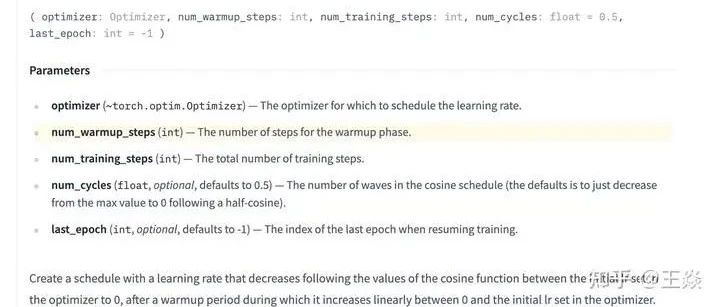 ( optimizer: Optimizer, num_warmup_steps: int, num_training_steps: int, num_cycles: float = 0.5,
last_epoch: int = -1 )
Parameters
optimizer (~torch.optim.Optimizer) — The optimizer for which to schedule the learning rate.
num_warmup_steps (int) — The number of steps for the warmup phase.
num_training_steps (int) — The total number of training steps.
num_cycles (float, optional, defaults to 0.5) — The number of waves in the cosine schedule (the defaults is to just decrease
from the max value to 0 following a half-cosine).
last_epoch (int, optional, defaults to -1) — The index of the last epoch when resuming training.
Create a schedule with a learning rate that decreases following the values of the cosine function between the initial lr set in
the optimizer to 0, after a warmup period during which it increases linearly between 0 and the initial lr set in the optimizer.
知乎 @王焱